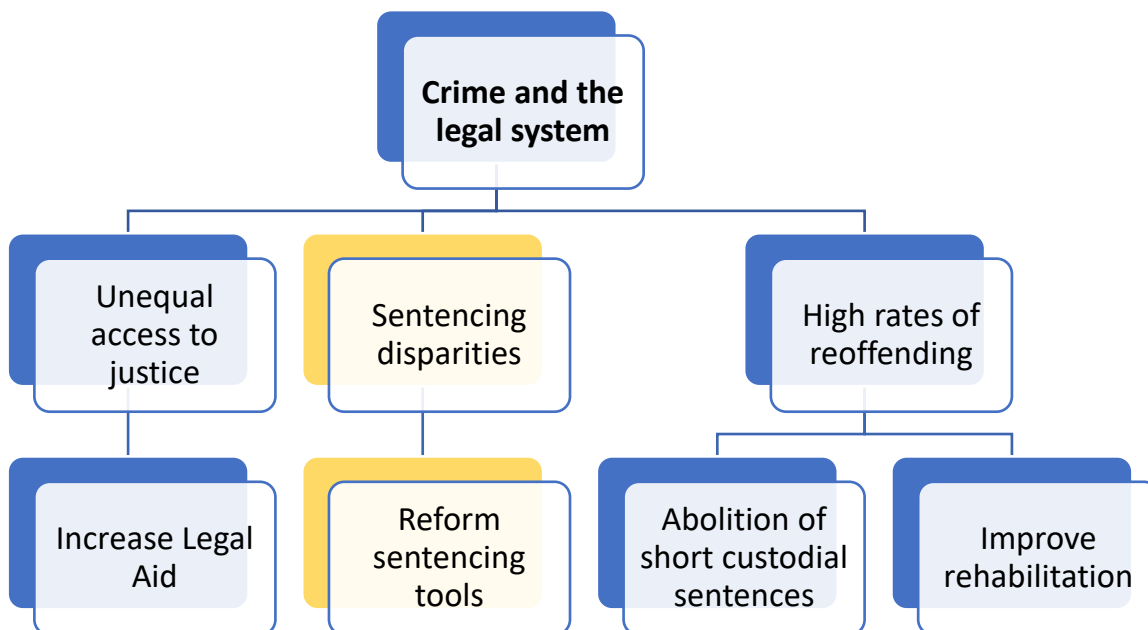 Crime and the
legal system
Unequal
access to
justice
Sentencing
disparities
High rates of
reoffending
Increase Legal
Aid
Reform
sentencing
tools
Abolition of
short custodial
sentences
Improve
rehabilitation